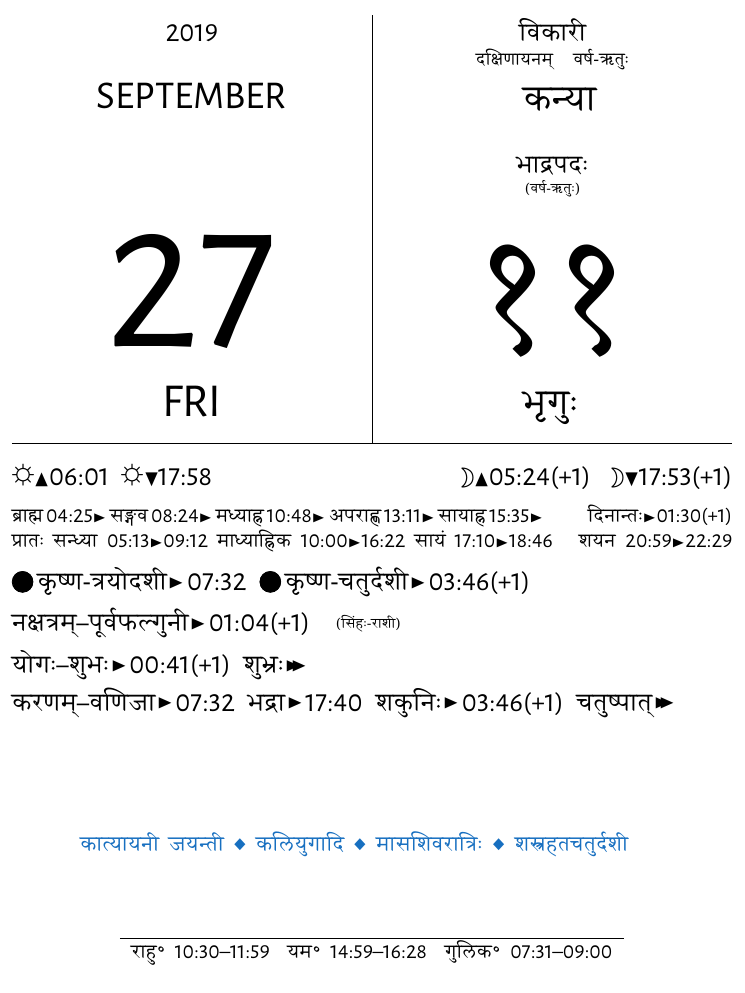 2019
SEPTEMBER
27
FRI
विकारी
दक्षिणायनम् वर्ष-ऋतुः
कन्या
भाद्रपदः
(वर्ष-ऋतुः)
११
भृगुः
☼▲06:01 ☼▼17:58 ☽▲05:24(+1) ☽▼17:53(+1)
ब्राह्म 04:25► सङ्गव 08:24► मध्याह्न 10:48► अपराह्ण 13:11► सायाह्न 15:35► दिनान्तः►01:30(+1)
प्रातः सन्ध्या 05:13►09:12 माध्याह्निक 10:00►16:22 सायं 17:10►18:46 शयन 20:59►22:29
●कृष्ण-त्रयोदशी►07:32 ●कृष्ण-चतुर्दशी►03:46(+1)
नक्षत्रम्–पूर्वफल्गुनी►01:04(+1) (सिंहः-राशी)
योगः–शुभः►00:41(+1) शुभ्रः►►
करणम्–वणिजा►07:32 भद्रा►17:40 शकुनिः►03:46(+1) चतुष्पात्►►
कात्यायनी जयन्ती ◆ कलियुगादि ◆ मासशिवरात्रिः ◆ शस्त्रहतचतुर्दशी
राहु° 10:30–11:59 यम° 14:59–16:28 गुलिक° 07:31–09:00